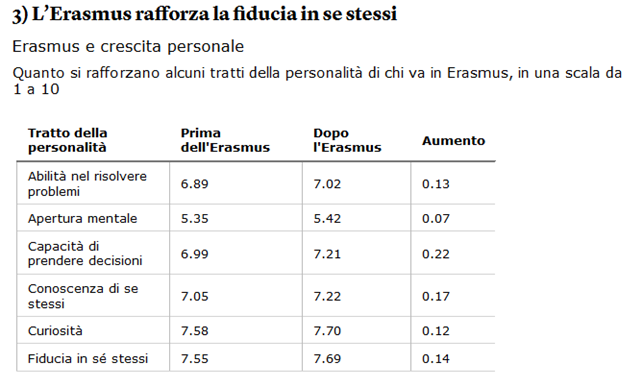 3) L’Erasmus rafforza la fiducia in se stessi
Erasmus e crescita personale
Quanto si rafforzano alcuni tratti della personalità di chi va in Erasmus, in una scala da
1 a 10
Tratto della personalità Prima dell'Erasmus Dopo l'Erasmus Aumento
Abilità nel risolvere problemi 6.89 7.02 0.13
Apertura mentale 5.35 5.42 0.07
Capacità di prendere decisioni 6.99 7.21 0.22
Conoscenza di se stessi 7.05 7.22 0.17
Curiosità 7.58 7.70 0.12
Fiducia in sé stessi 7.55 7.69 0.14